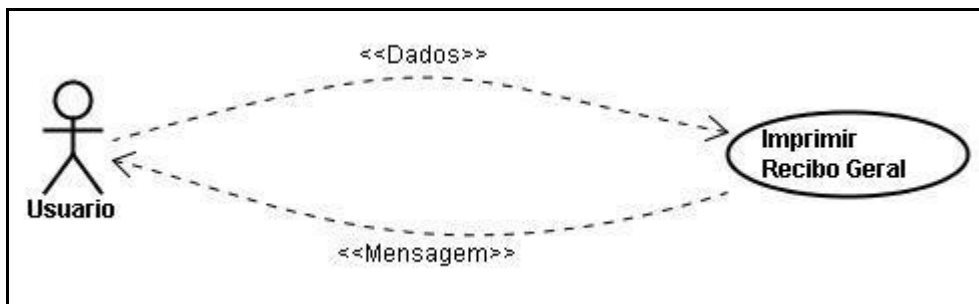 <<Dados>>
Imprimir
Recibo Geral
Usuario
<<Mensagem>>